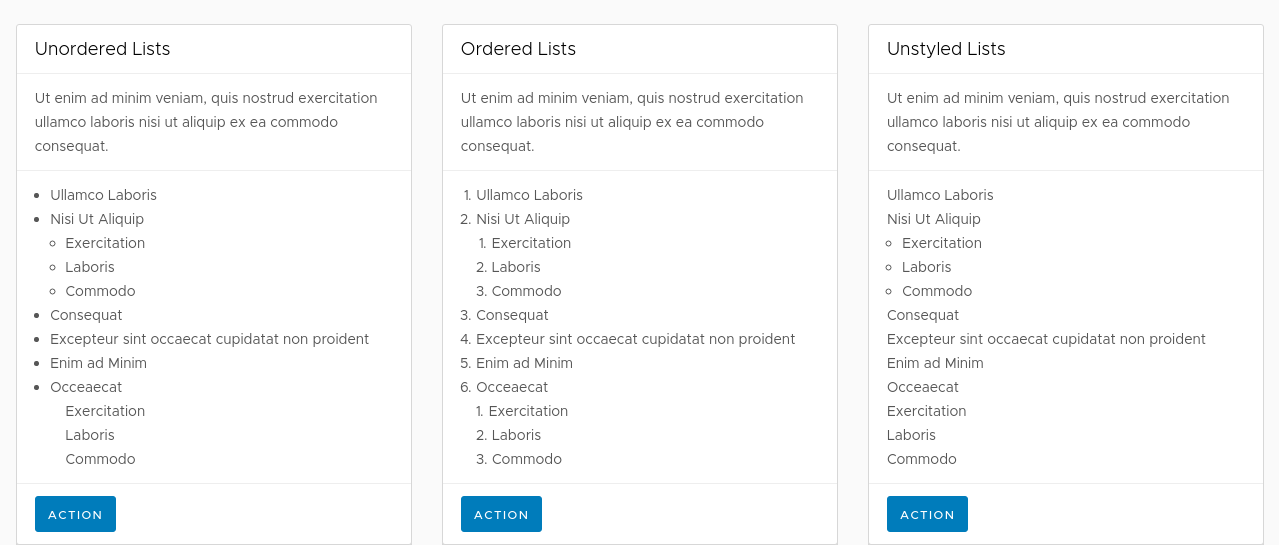 Unordered Lists
Ut enim ad minim veniam, quis nostrud exercitation
ullamco laboris nisi ut aliquip ex ea commodo
consequat.
• Ullamco Laboris
• Nisi Ut Aliquip
◦ Exercitation
◦ Laboris
◦ Commodo
• Consequat
• Excepteur sint occaecat cupidatat non proident
• Enim ad Minim
• Occeaecat
Exercitation
Laboris
Commodo
ACTION
Ordered Lists
Ut enim ad minim veniam, quis nostrud exercitation
ullamco laboris nisi ut aliquip ex ea commodo
consequat.
1. Ullamco Laboris
2. Nisi Ut Aliquip
1. Exercitation
2. Laboris
3. Commodo
3. Consequat
4. Excepteur sint occaecat cupidatat non proident
5. Enim ad Minim
6. Occeaecat
1. Exercitation
2. Laboris
3. Commodo
ACTION
Unstyled Lists
Ut enim ad minim veniam, quis nostrud exercitation
ullamco laboris nisi ut aliquip ex ea commodo
consequat.
Ullamco Laboris
Nisi Ut Aliquip
◦ Exercitation
◦ Laboris
◦ Commodo
Consequat
Excepteur sint occaecat cupidatat non proident
Enim ad Minim
Occeaecat
Exercitation
Laboris
Commodo
ACTION